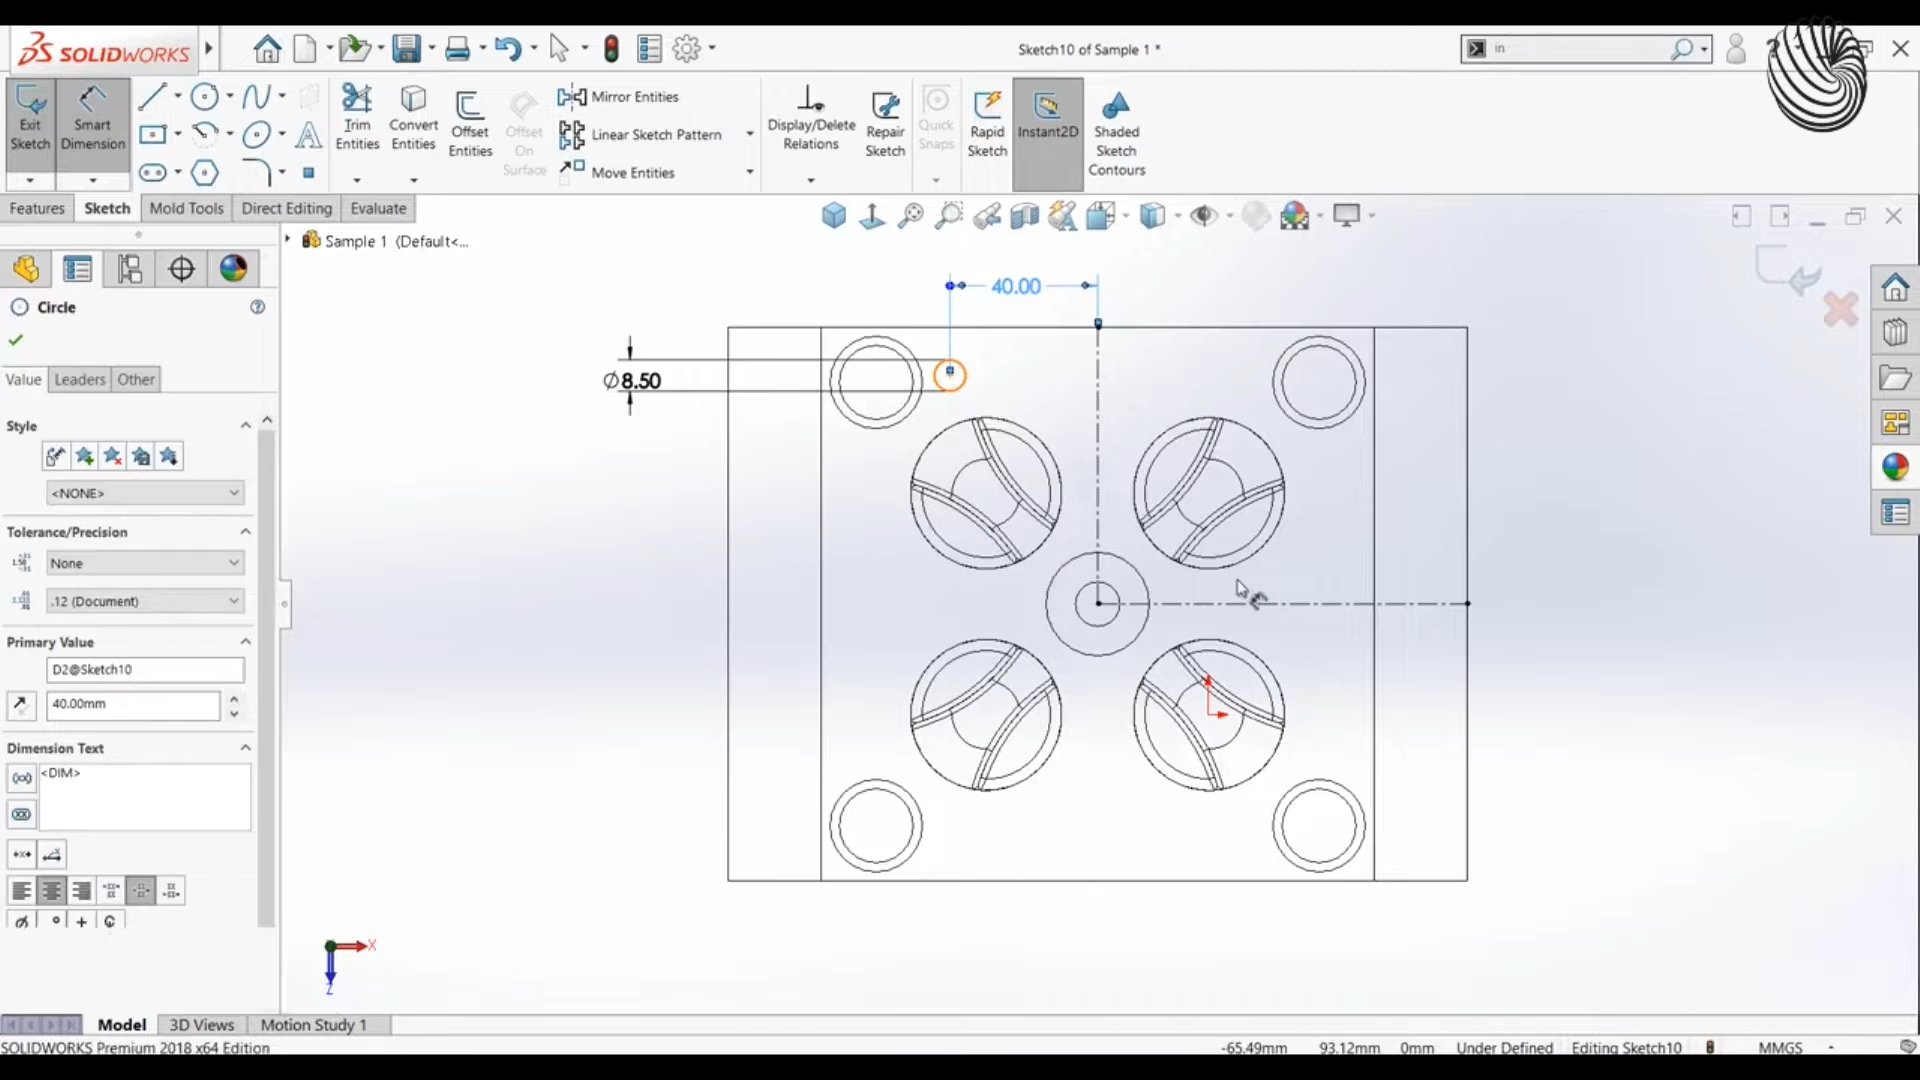 SOLIDWORKS
Sketch10 of Sample 1 *
in
?
Exit Sketch
Smart Dimension
Trim Entities
Convert Entities
Offset Entities
Offset On Surface
Mirror Entities
Linear Sketch Pattern
Move Entities
Display/Delete Relations
Repair Sketch
Quick Snaps
Rapid Sketch
Instant2D
Shaded Sketch Contours
Features
Sketch
Mold Tools
Direct Editing
Evaluate
Sample 1 (Default<...
Circle
Value
Leaders
Other
Style
<NONE>
Tolerance/Precision
None
.12 (Document)
Primary Value
D2@Sketch10
40.00mm
Dimension Text
<DIM>
40.00
∅8.50
X
Z
Model
3D Views
Motion Study 1
SOLIDWORKS Premium 2018 x64 Edition
-65.49mm
93.12mm
0mm
Under Defined
Editing Sketch10
MMGS